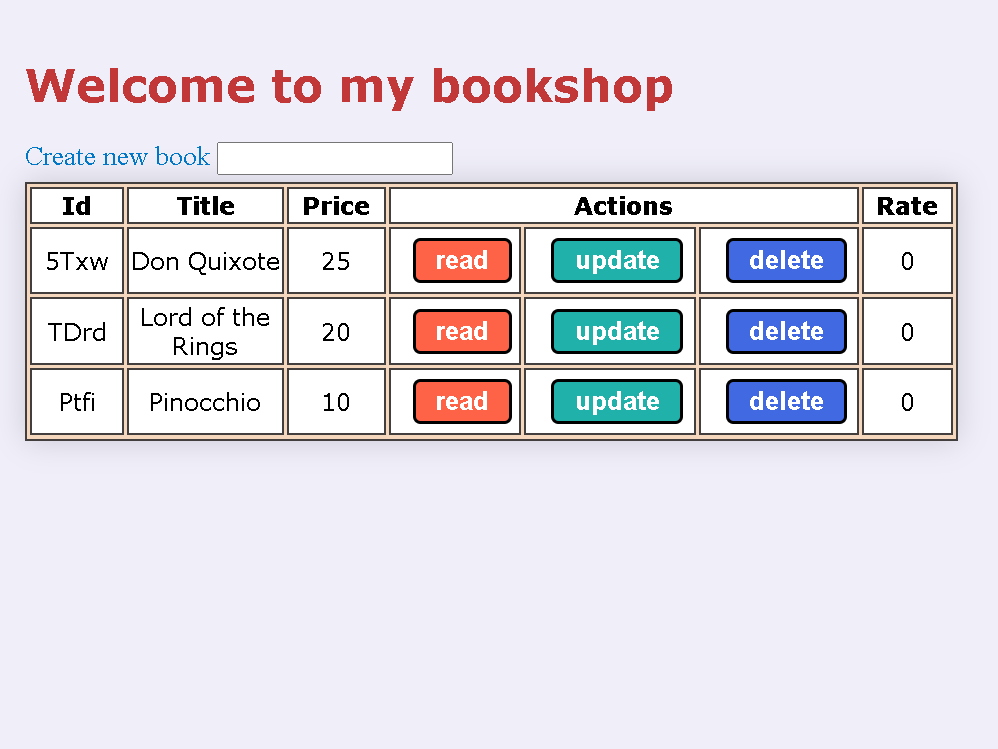 Welcome to my bookshop
Create new book
Id Title Price Actions Rate
5Txw Don Quixote 25 read update delete 0
TDrd Lord of the Rings 20 read update delete 0
Ptfi Pinocchio 10 read update delete 0